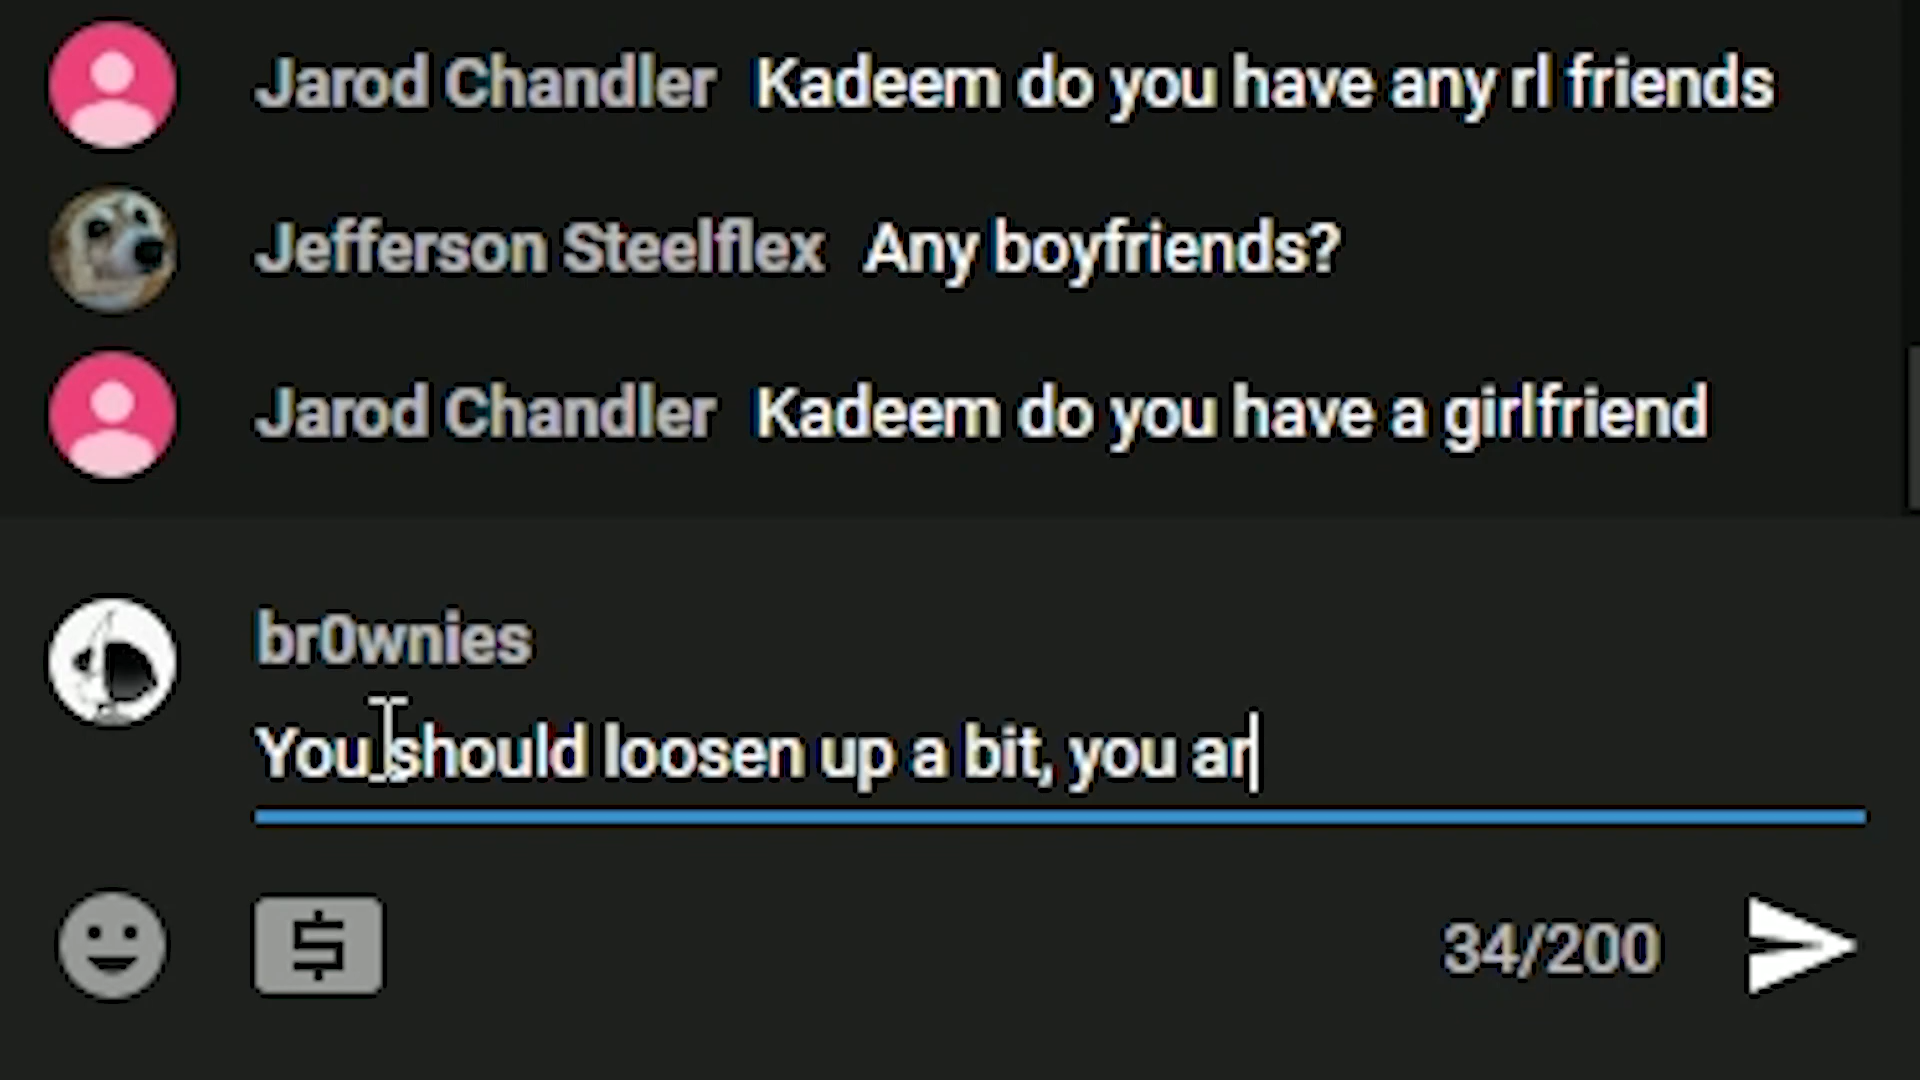 Jarod Chandler Kadeem do you have any rl friends
Jefferson Steelflex Any boyfriends?
Jarod Chandler Kadeem do you have a girlfriend
br0wnies
You should loosen up a bit, you ar
$
34/200